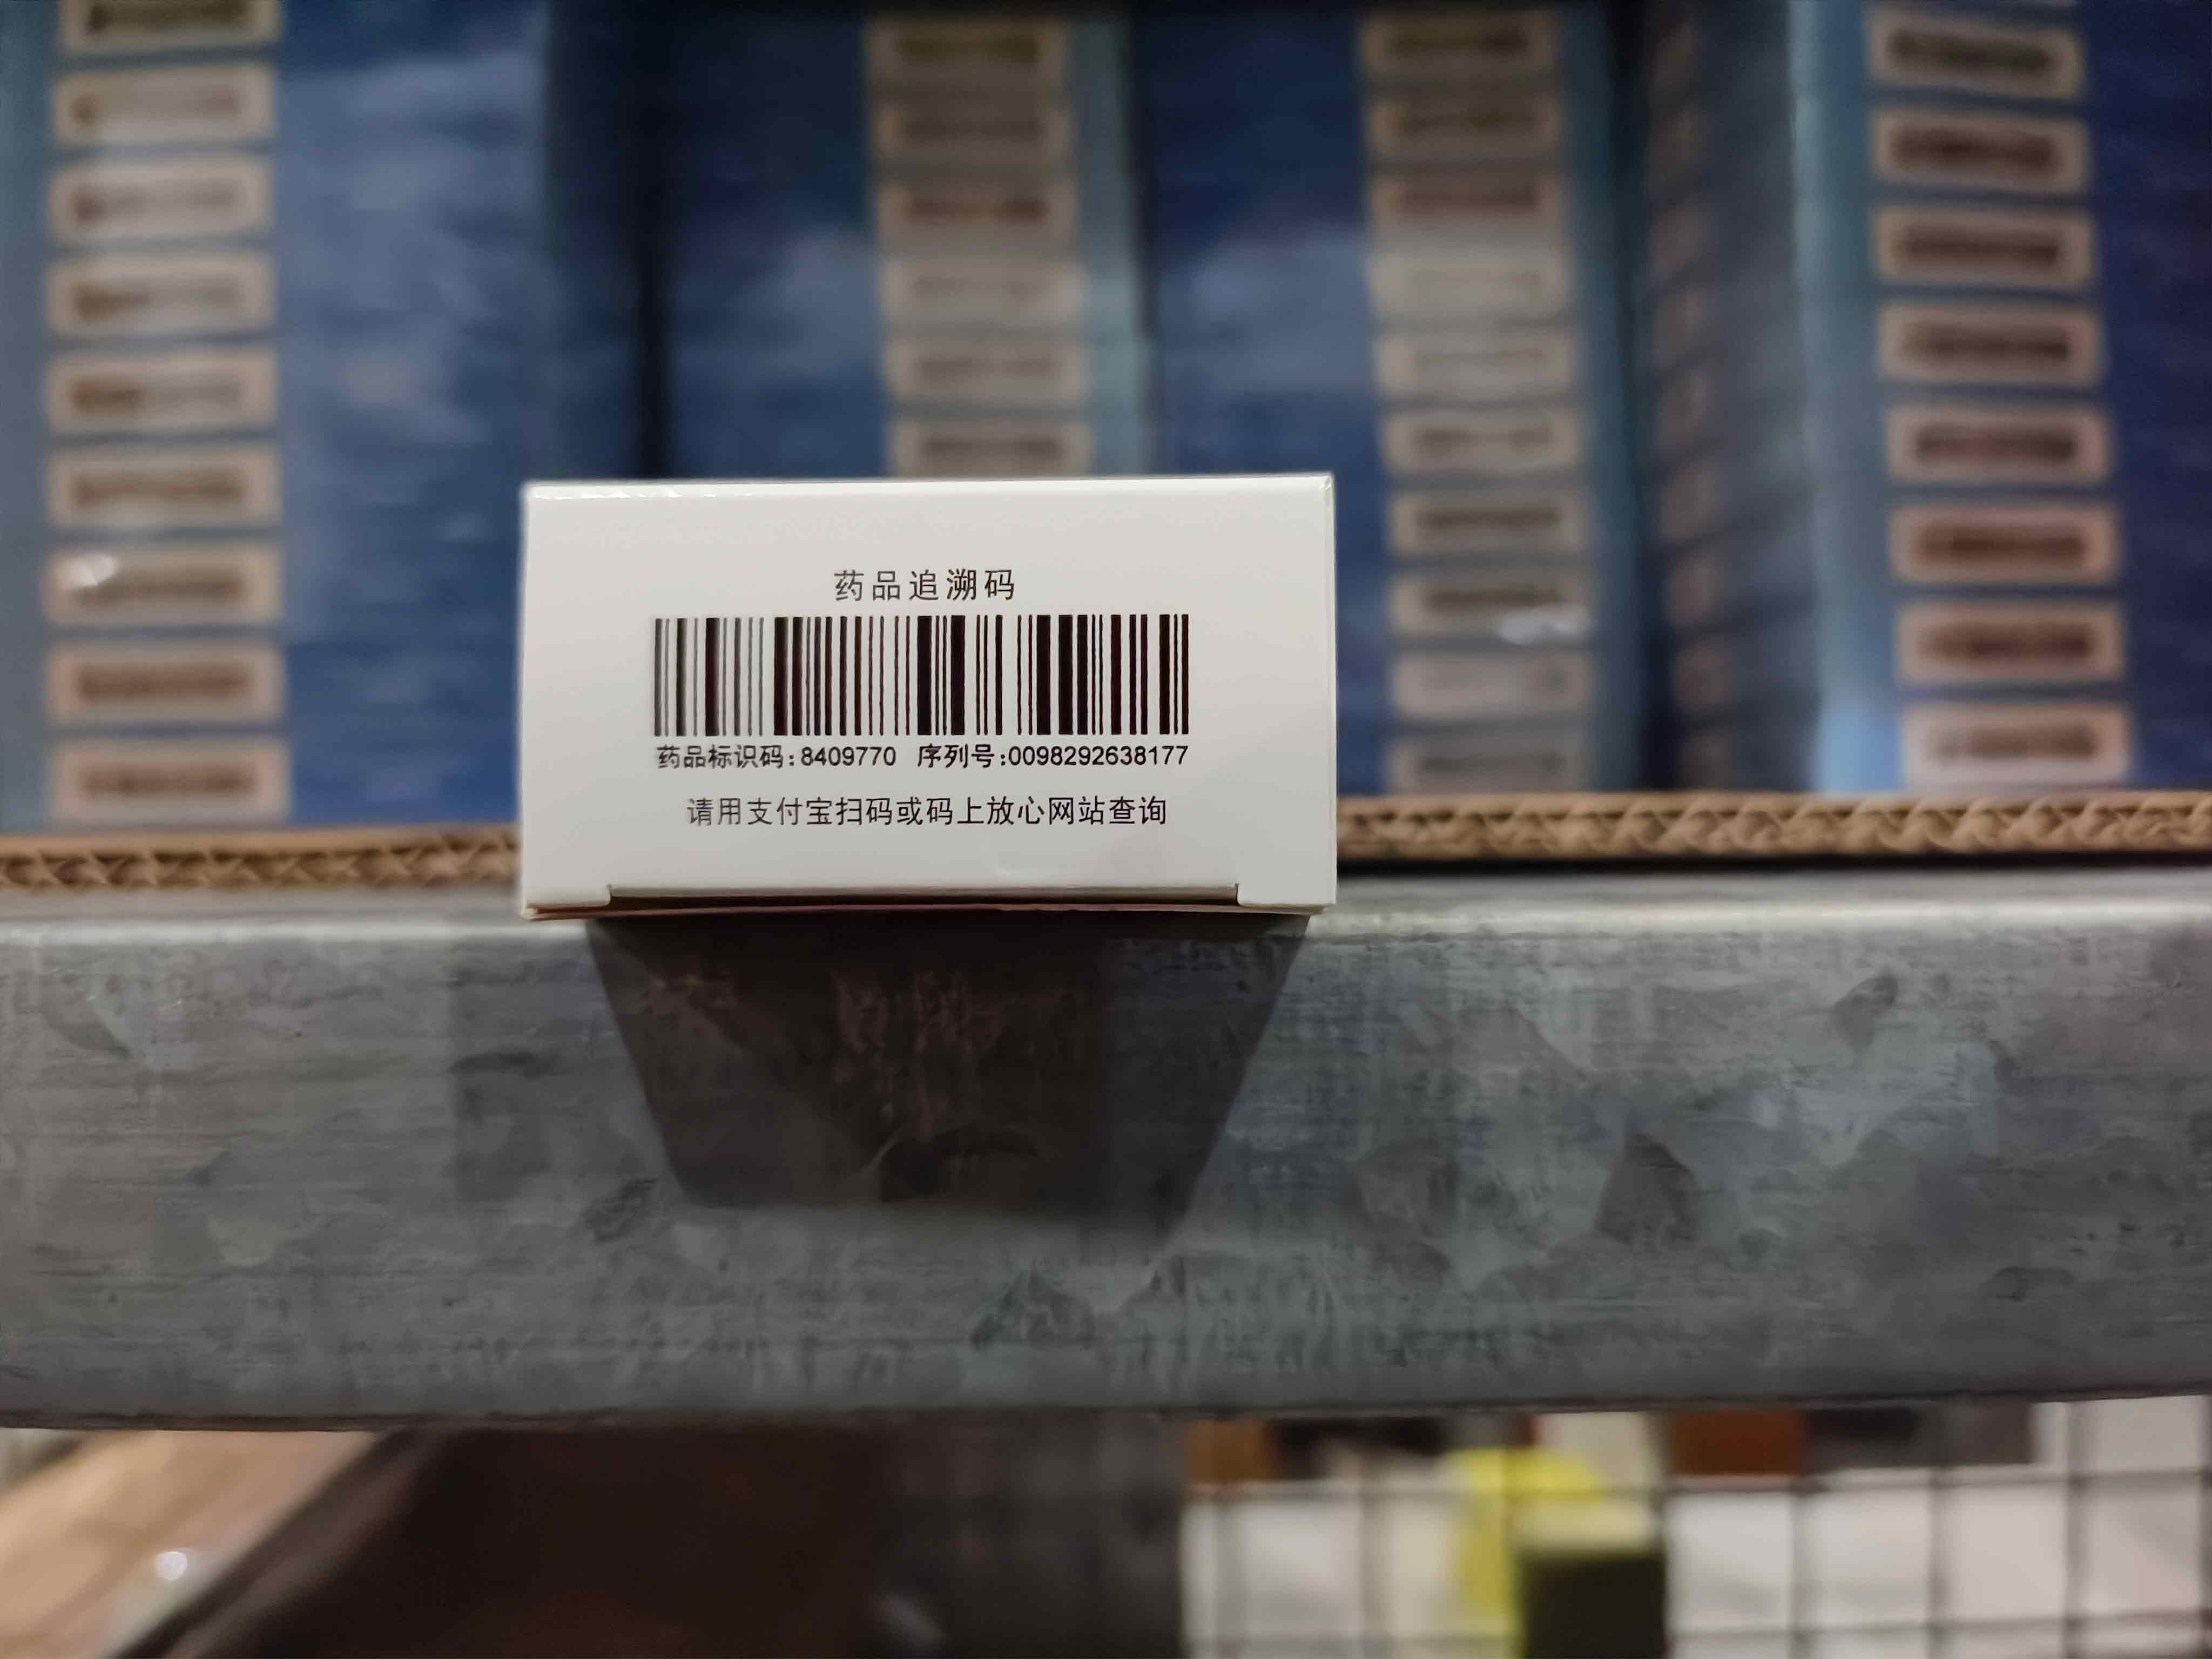 药品追溯码
药品标识码:8409770 序列号:0098292638177
请用支付宝扫码或码上放心网站查询